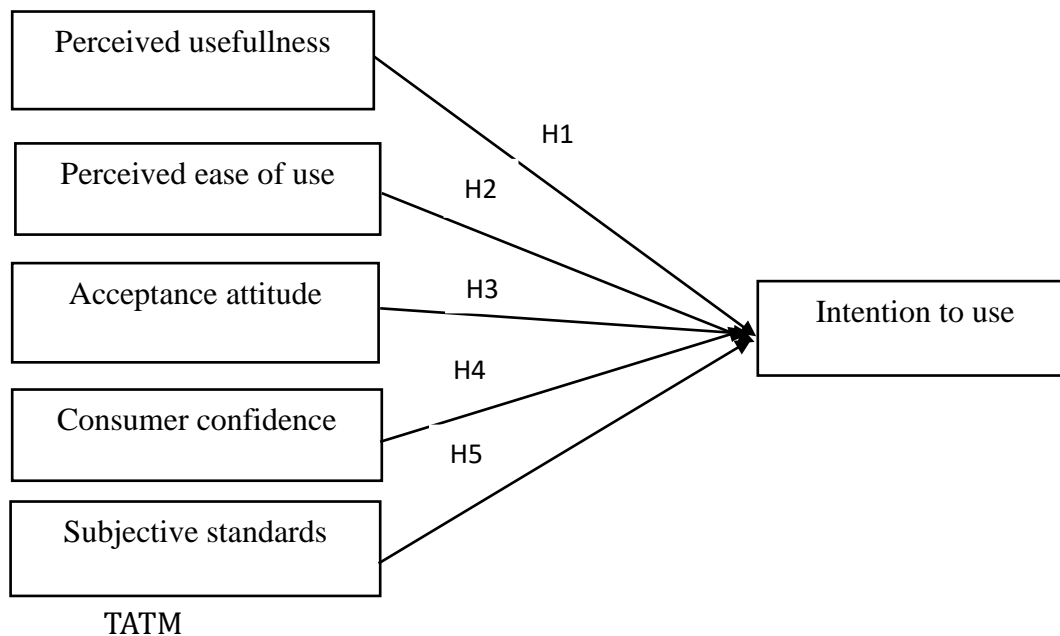 Perceived usefullness
H1
Perceived ease of use
H2
Acceptance attitude
H3
Intention to use
H4
Consumer confidence
H5
Subjective standards
TATM